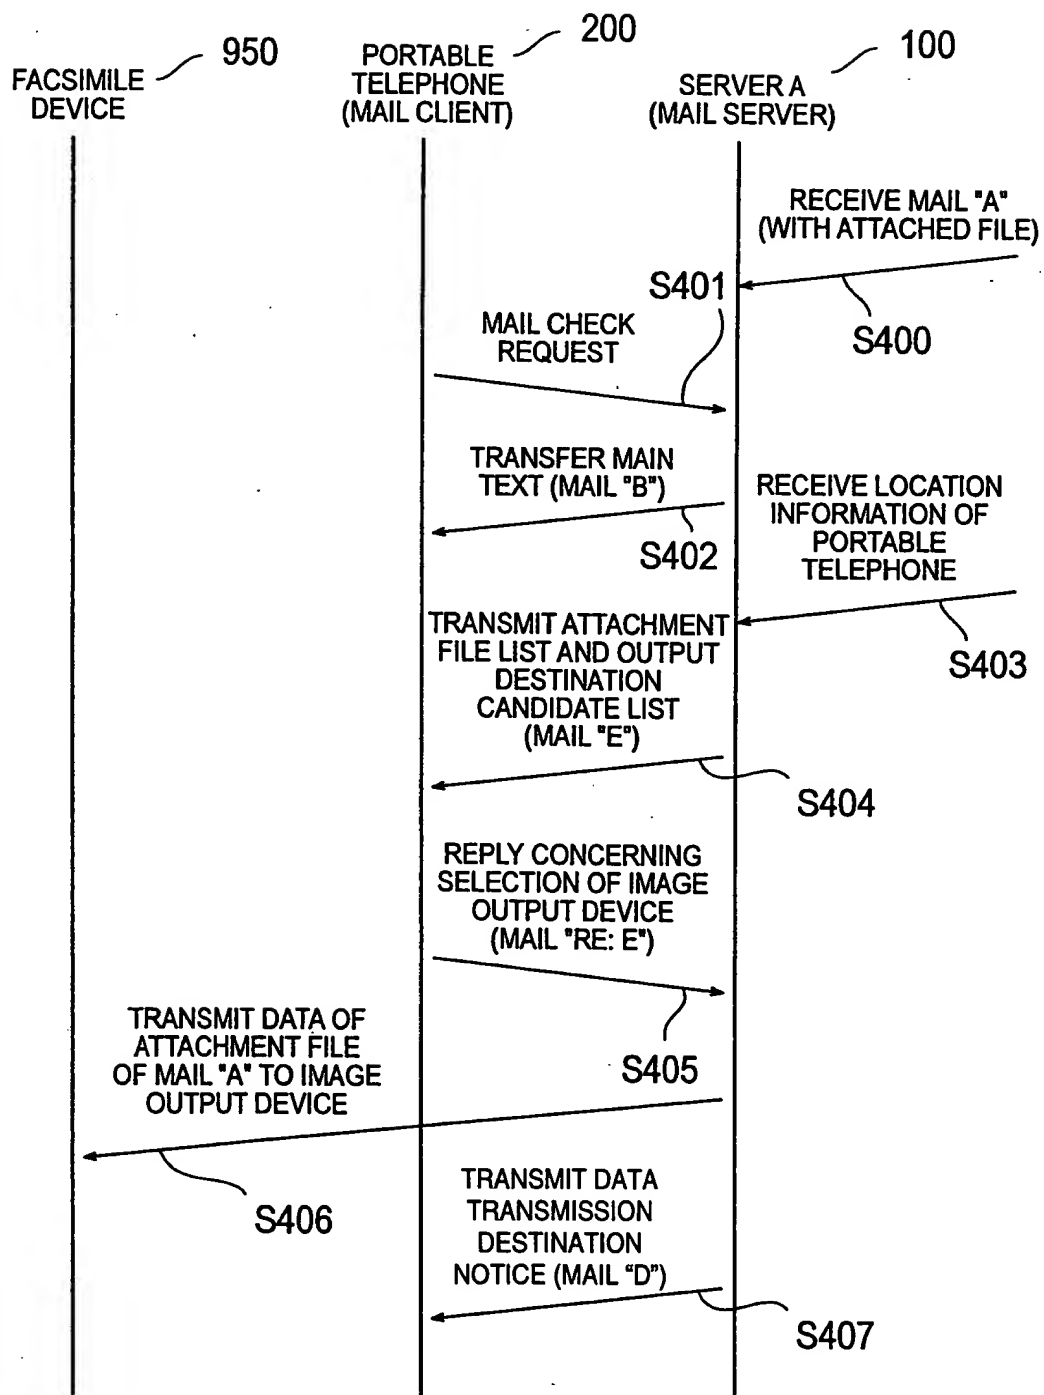 950
FACSIMILE
DEVICE
200
PORTABLE
TELEPHONE
(MAIL CLIENT)
100
SERVER A
(MAIL SERVER)
RECEIVE MAIL "A"
(WITH ATTACHED FILE)
S400
S401
MAIL CHECK
REQUEST
TRANSFER MAIN
TEXT (MAIL "B")
S402
RECEIVE LOCATION
INFORMATION OF
PORTABLE
TELEPHONE
S403
TRANSMIT ATTACHMENT
FILE LIST AND OUTPUT
DESTINATION
CANDIDATE LIST
(MAIL "E")
S404
REPLY CONCERNING
SELECTION OF IMAGE
OUTPUT DEVICE
(MAIL "RE: E")
S405
TRANSMIT DATA OF
ATTACHMENT FILE
OF MAIL "A" TO IMAGE
OUTPUT DEVICE
S406
TRANSMIT DATA
TRANSMISSION
DESTINATION
NOTICE (MAIL "D")
S407